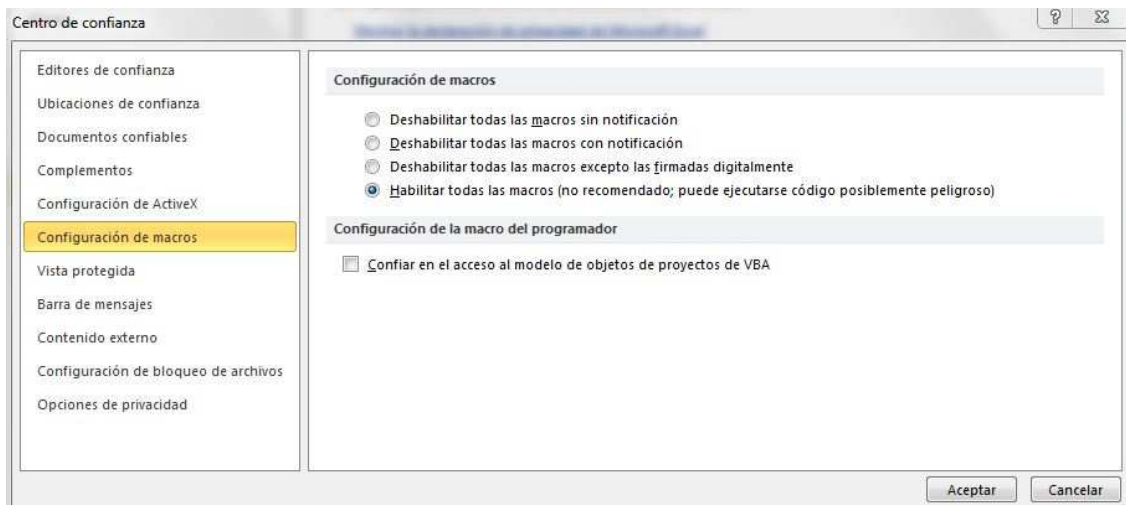 Centro de confianza
Editores de confianza
Ubicaciones de confianza
Documentos confiables
Complementos
Configuración de ActiveX
Configuración de macros
Vista protegida
Barra de mensajes
Contenido externo
Configuración de bloqueo de archivos
Opciones de privacidad
Configuración de macros
Deshabilitar todas las macros sin notificación
Deshabilitar todas las macros con notificación
Deshabilitar todas las macros excepto las firmadas digitalmente
Habilitar todas las macros (no recomendado; puede ejecutarse código posiblemente peligroso)
Configuración de la macro del programador
Confiar en el acceso al modelo de objetos de proyectos de VBA
Aceptar
Cancelar